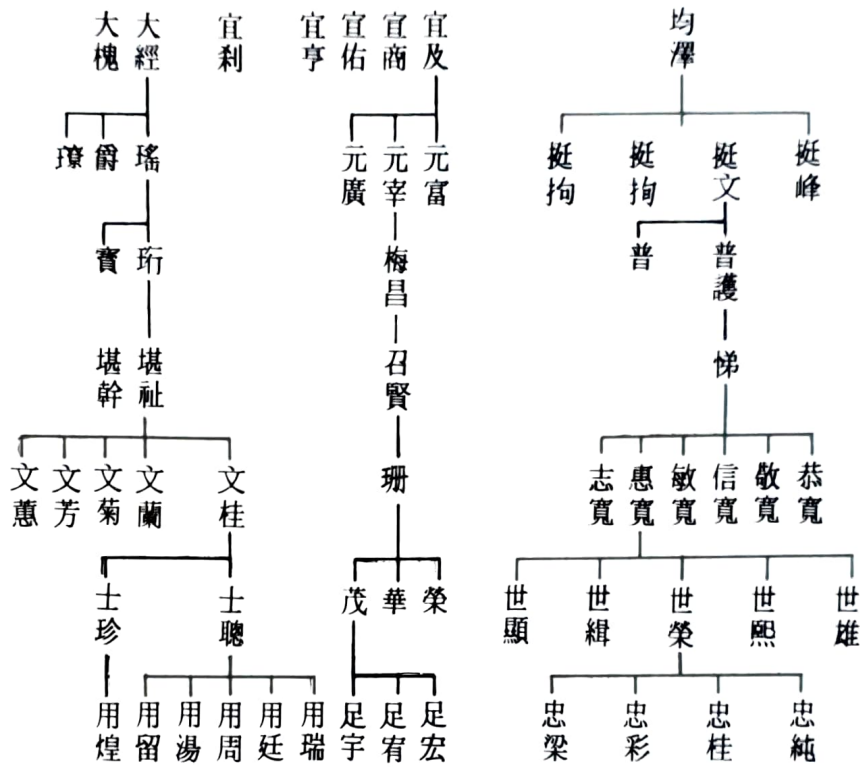 均澤
宜及
宜商
宜佑
宜亨
宜刹
大經
大槐
挺峰
挺文
挺拘
挺拘
元富
元宰
元廣
瑤
爵
璙
普護
普
梅昌
珩
寶
悌
召賢
堪祉
堪幹
恭寬
敬寬
信寬
敏寬
惠寬
志寬
珊
文桂
文蘭
文菊
文芳
文蕙
世雄
世熙
世榮
世緝
世顯
榮
華
茂
士聰
士珍
忠純
忠桂
忠彩
忠梁
足宏
足宥
足宇
用瑞
用廷
用周
用湯
用留
用煌